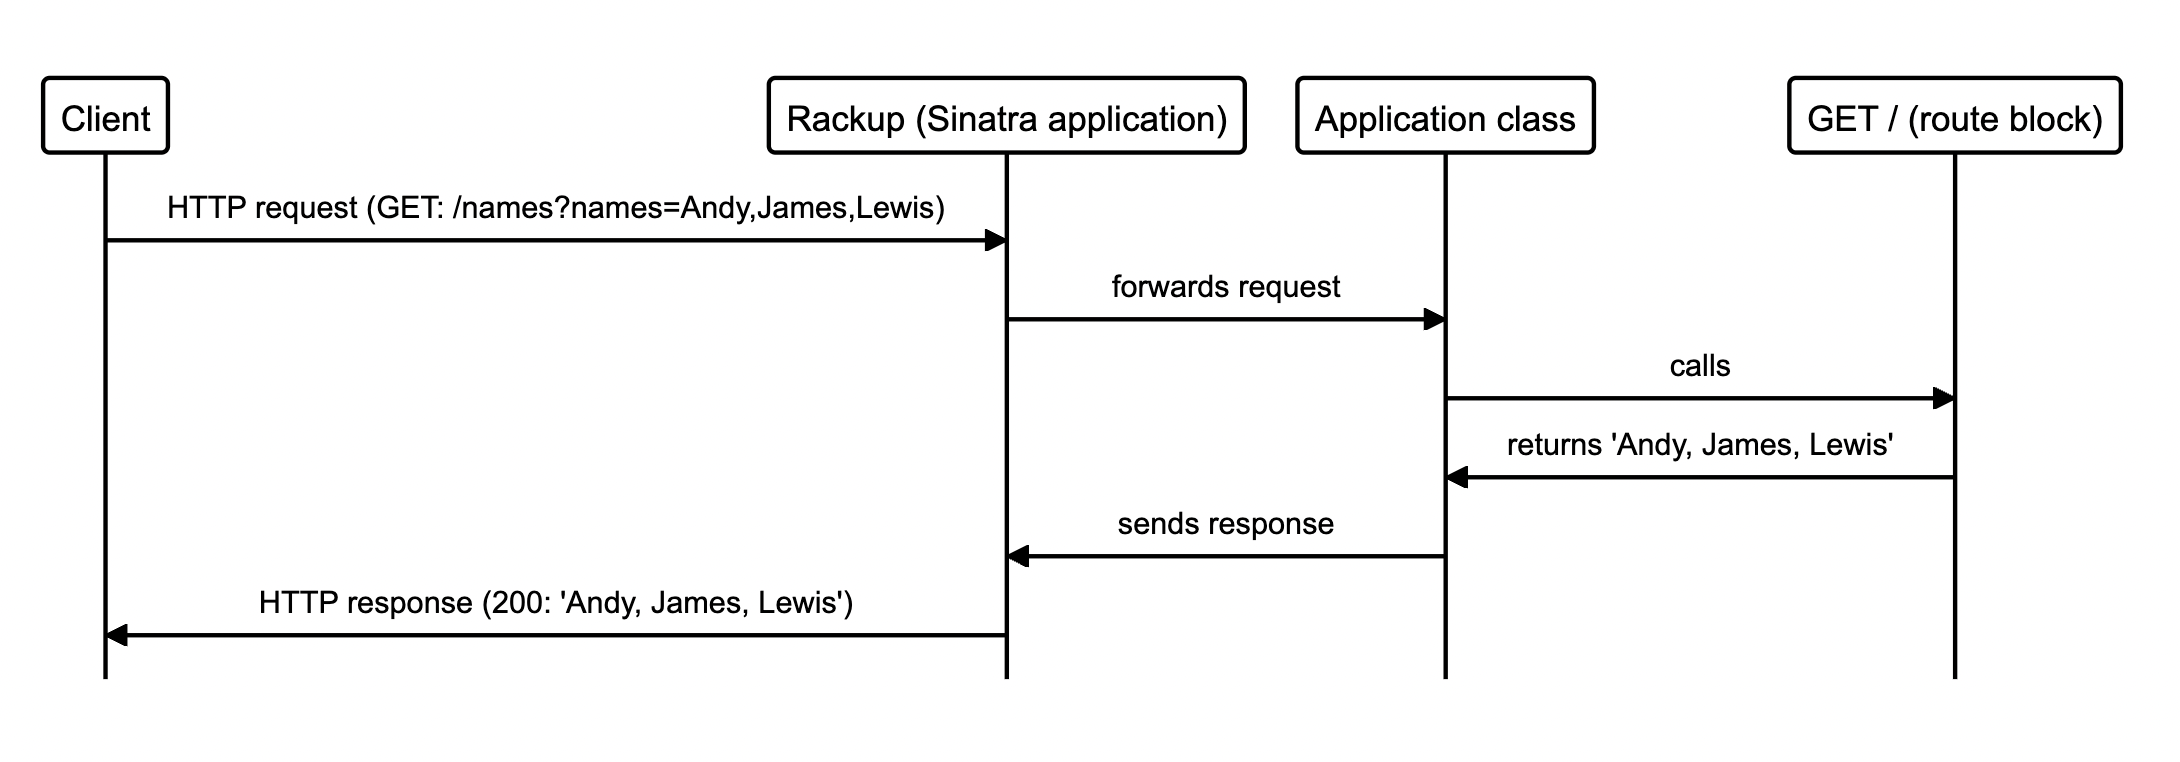 Client
Rackup (Sinatra application)
Application class
GET / (route block)
HTTP request (GET: /names?names=Andy,James,Lewis)
forwards request
calls
returns 'Andy, James, Lewis'
sends response
HTTP response (200: 'Andy, James, Lewis')